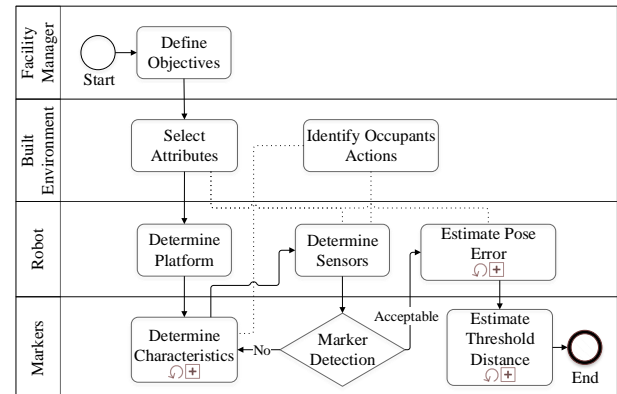 Facility
Manager
Start
Define
Objectives
Built
Environment
Select
Attributes
Identify Occupants
Actions
Robot
Determine
Platform
Determine
Sensors
Estimate Pose
Error
Markers
Determine
Characteristics
No
Marker
Detection
Acceptable
Estimate
Threshold
Distance
End